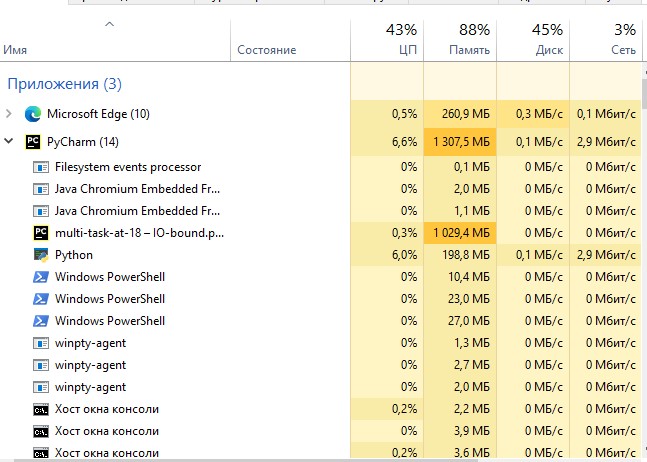 43% 88% 45% 3%
Имя Состояние ЦП Память Диск Сеть
Приложения (3)
Microsoft Edge (10) 0,5% 260,9 МБ 0,3 МБ/с 0,1 Мбит/с
PyCharm (14) 6,6% 1 307,5 МБ 0,1 МБ/с 2,9 Мбит/с
Filesystem events processor 0% 0,1 МБ 0 МБ/с 0 Мбит/с
Java Chromium Embedded Fr... 0% 2,0 МБ 0 МБ/с 0 Мбит/с
Java Chromium Embedded Fr... 0% 1,1 МБ 0 МБ/с 0 Мбит/с
multi-task-at-18 – IO-bound.p... 0,3% 1 029,4 МБ 0 МБ/с 0 Мбит/с
Python 6,0% 198,8 МБ 0,1 МБ/с 2,9 Мбит/с
Windows PowerShell 0% 10,4 МБ 0 МБ/с 0 Мбит/с
Windows PowerShell 0% 23,0 МБ 0 МБ/с 0 Мбит/с
Windows PowerShell 0% 27,0 МБ 0 МБ/с 0 Мбит/с
winpty-agent 0% 1,3 МБ 0 МБ/с 0 Мбит/с
winpty-agent 0% 2,7 МБ 0 МБ/с 0 Мбит/с
winpty-agent 0% 2,0 МБ 0 МБ/с 0 Мбит/с
Хост окна консоли 0,2% 2,2 МБ 0 МБ/с 0 Мбит/с
Хост окна консоли 0% 3,9 МБ 0 МБ/с 0 Мбит/с
Хост окна консоли 0,2% 3,6 МБ 0 МБ/с 0 Мбит/с